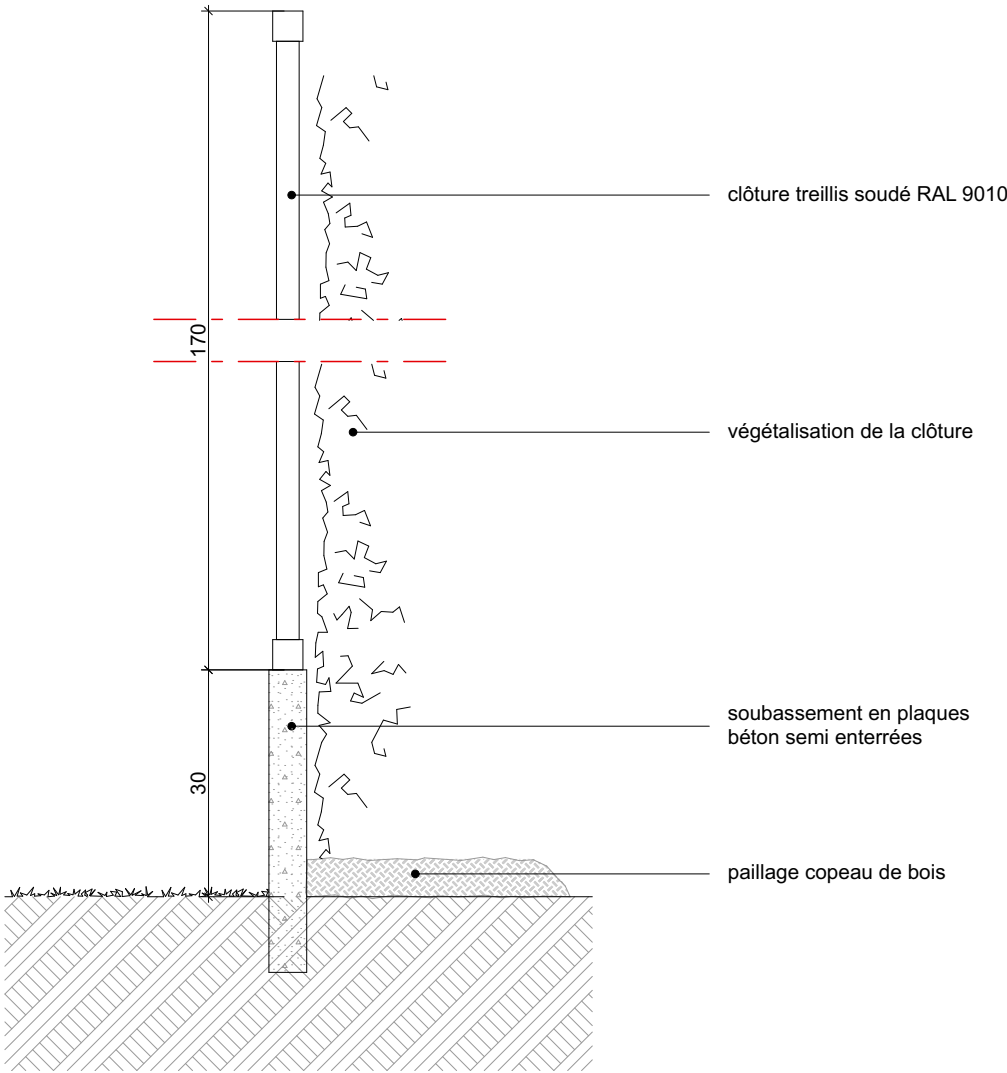 clôture treillis soudé RAL 9010
170
végétalisation de la clôture
soubassement en plaques
béton semi enterrées
30
paillage copeau de bois